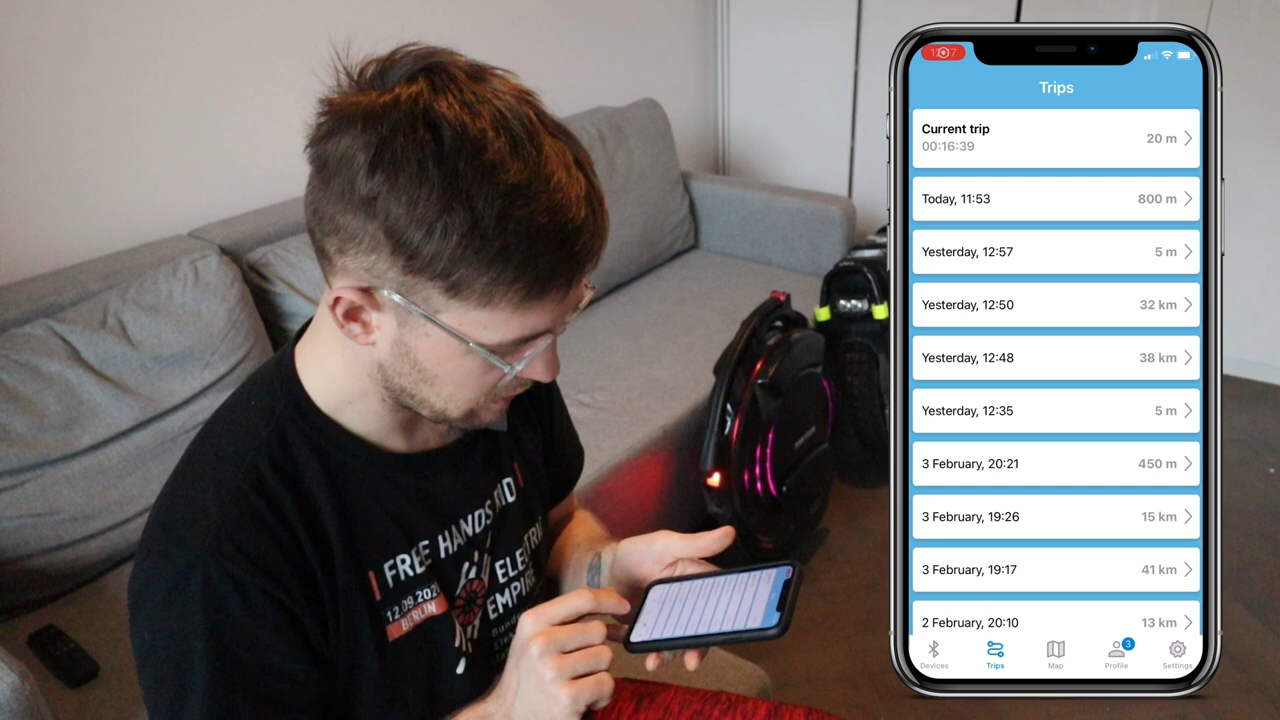 Trips
Current trip
00:16:39
20 m
Today, 11:53
800 m
Yesterday, 12:57
5 m
Yesterday, 12:50
32 km
Yesterday, 12:48
38 km
Yesterday, 12:35
5 m
3 February, 20:21
450 m
3 February, 19:26
15 km
3 February, 19:17
41 km
2 February, 20:10
13 km
Devices
Trips
Map
3
Profile
Settings
FREE HANDS
12.09.202
BERLIN
ELECTRIC
EMPIRE